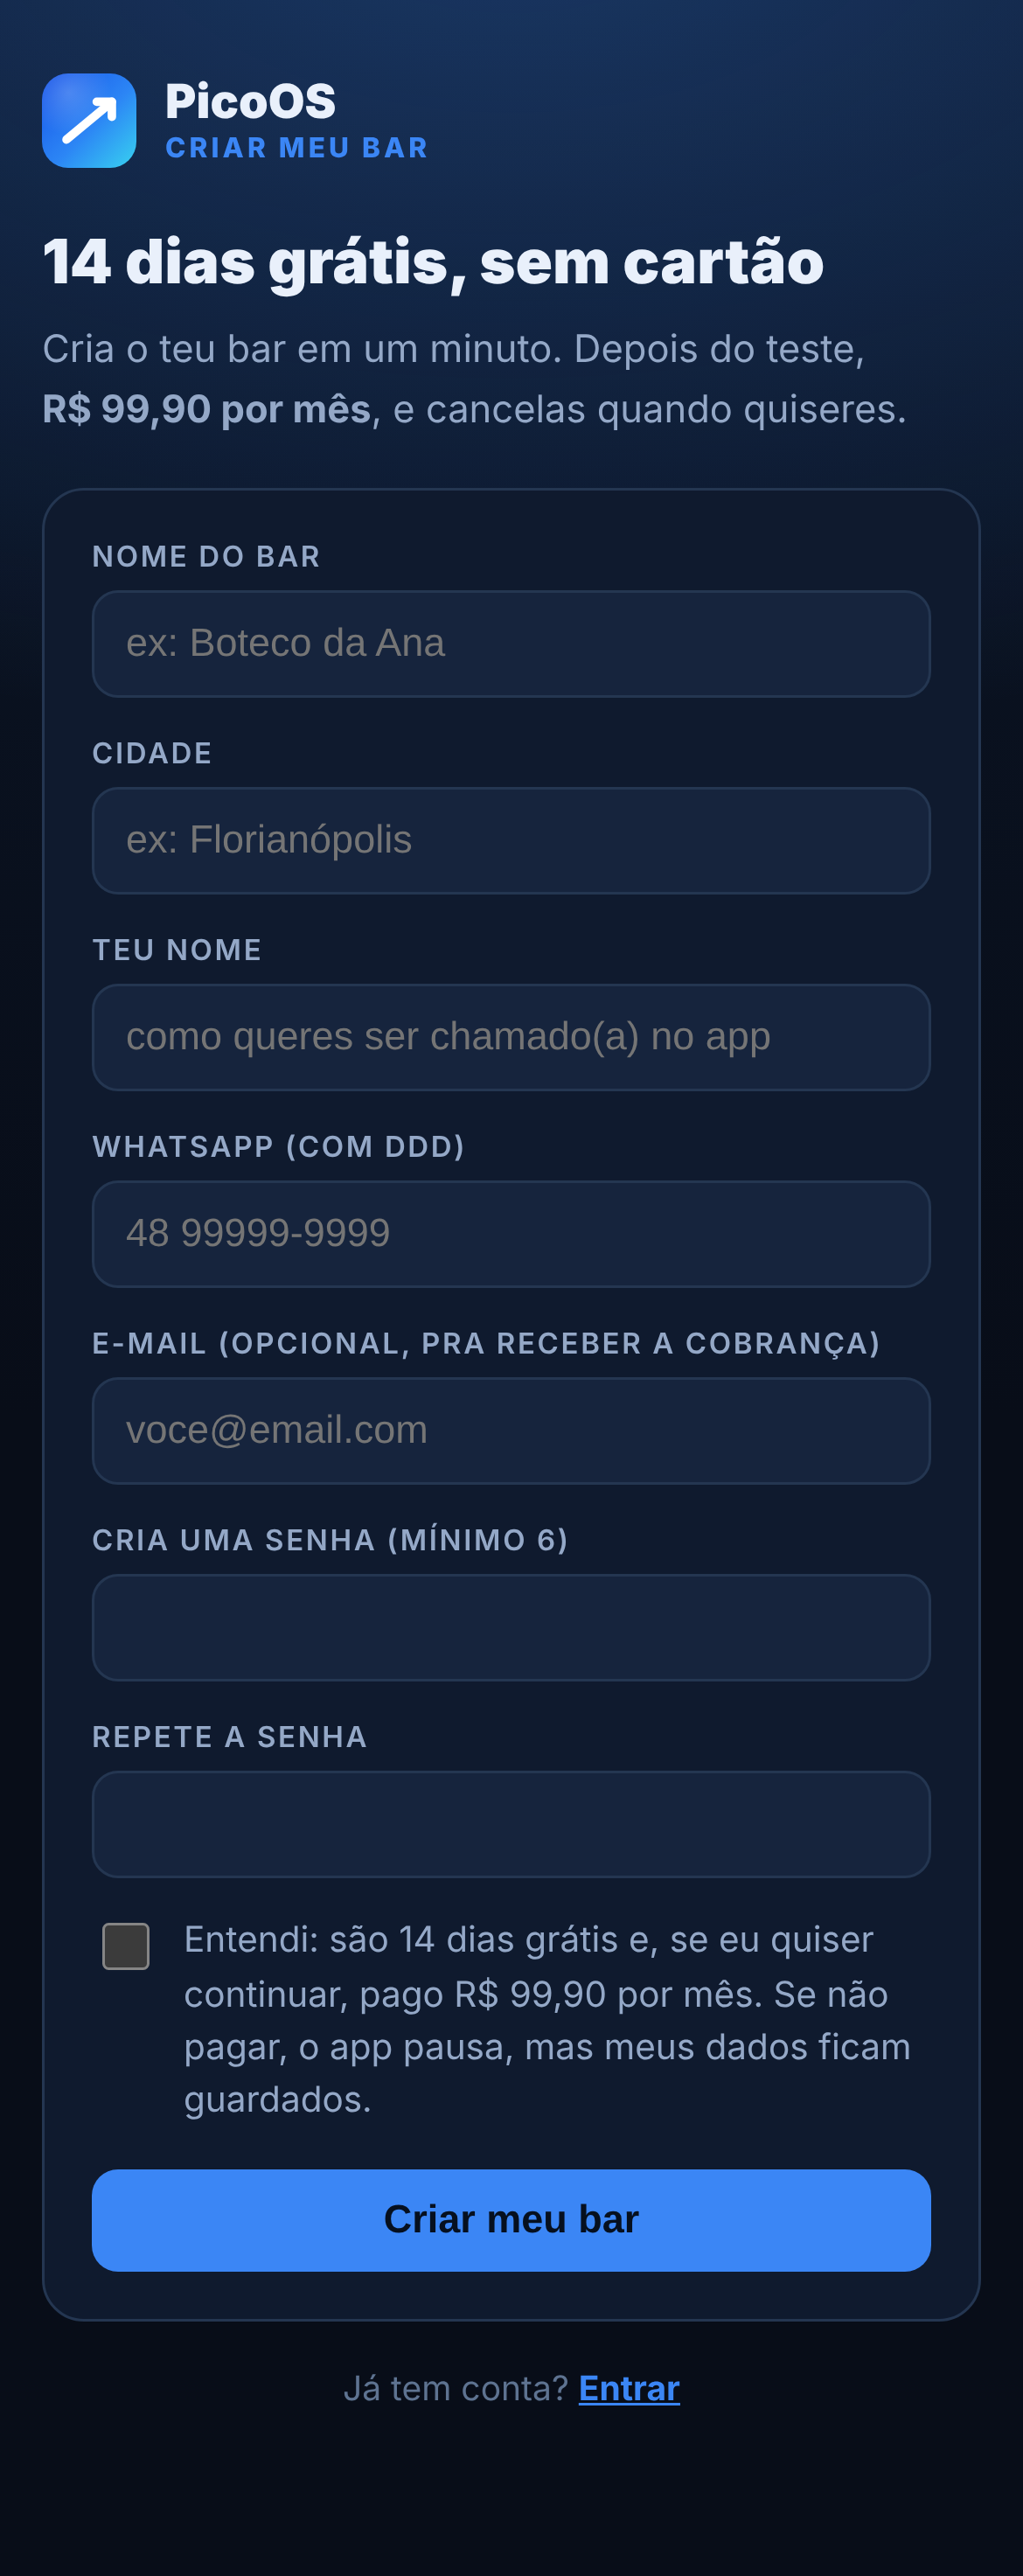 PicoOS
CRIAR MEU BAR
14 dias grátis, sem cartão
Cria o teu bar em um minuto. Depois do teste,
R$ 99,90 por mês, e cancelas quando quiseres.
NOME DO BAR
ex: Boteco da Ana
CIDADE
ex: Florianópolis
TEU NOME
como queres ser chamado(a) no app
WHATSAPP (COM DDD)
48 99999-9999
E-MAIL (OPCIONAL, PRA RECEBER A COBRANÇA)
voce@email.com
CRIA UMA SENHA (MÍNIMO 6)
REPETE A SENHA
Entendi: são 14 dias grátis e, se eu quiser
continuar, pago R$ 99,90 por mês. Se não
pagar, o app pausa, mas meus dados ficam
guardados.
Criar meu bar
Já tem conta? Entrar